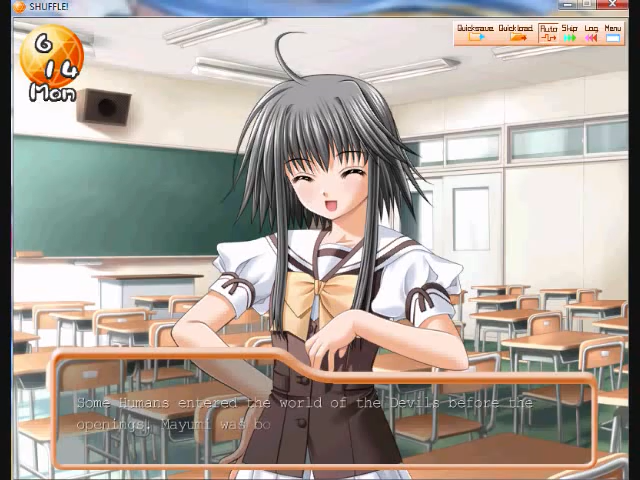 SHUFFLE!
6
14
Mon
Quicksave Quickload Auto Skip Log Menu
Some Humans entered the world of the Devils before the
openings. Mayumi was bo